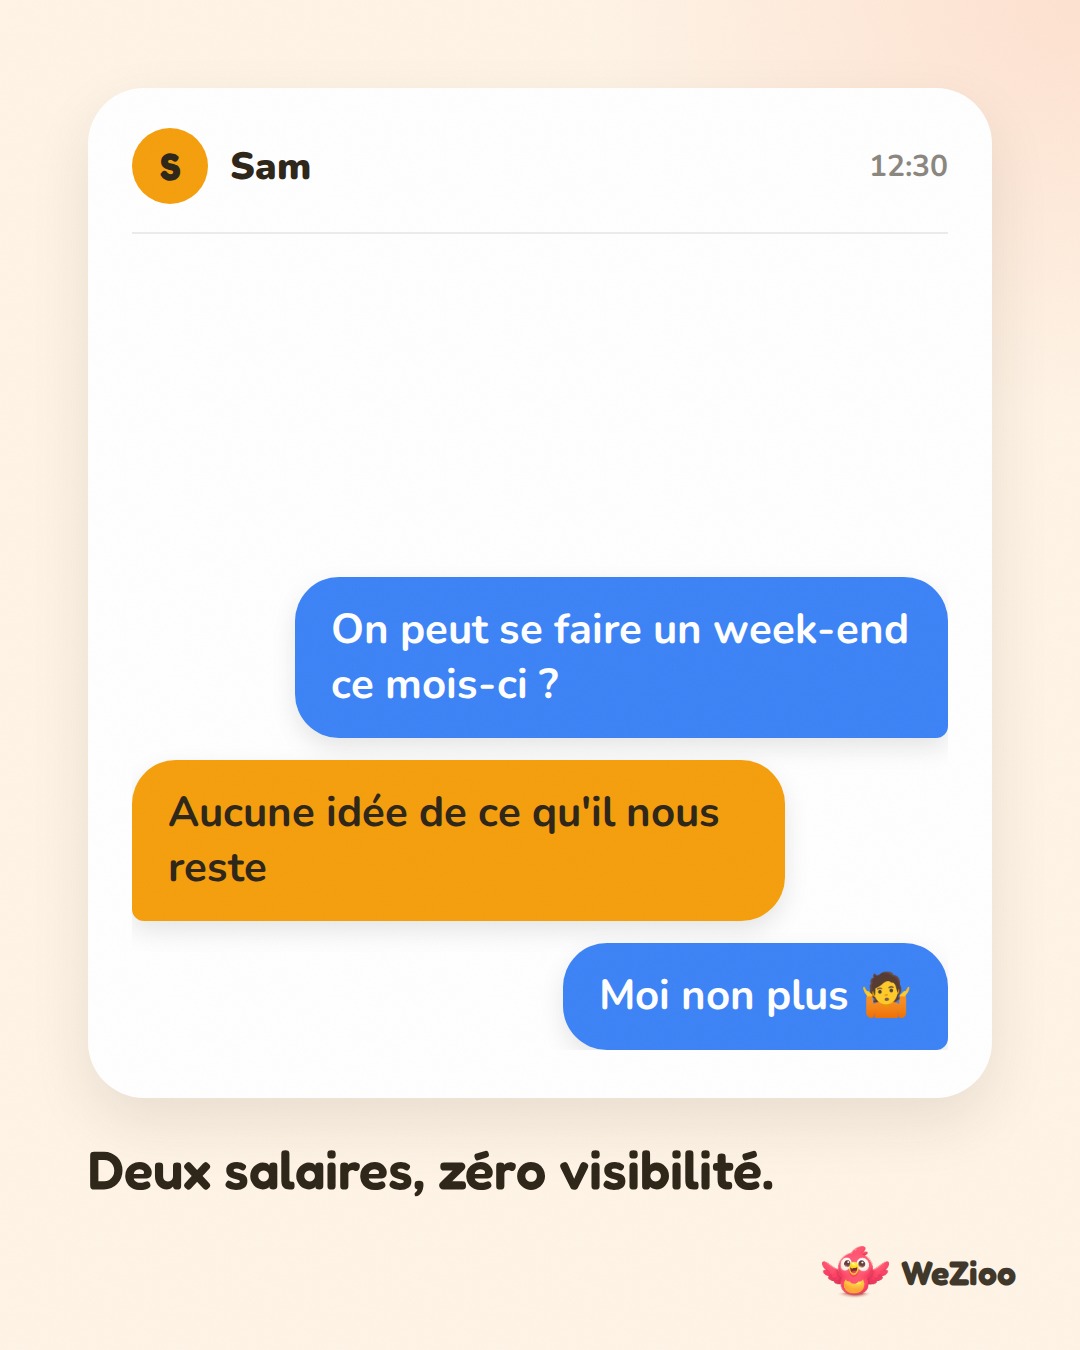 S
Sam
12:30
On peut se faire un week-end
ce mois-ci ?
Aucune idée de ce qu'il nous
reste
Moi non plus 🤷
Deux salaires, zéro visibilité.
WeZioo